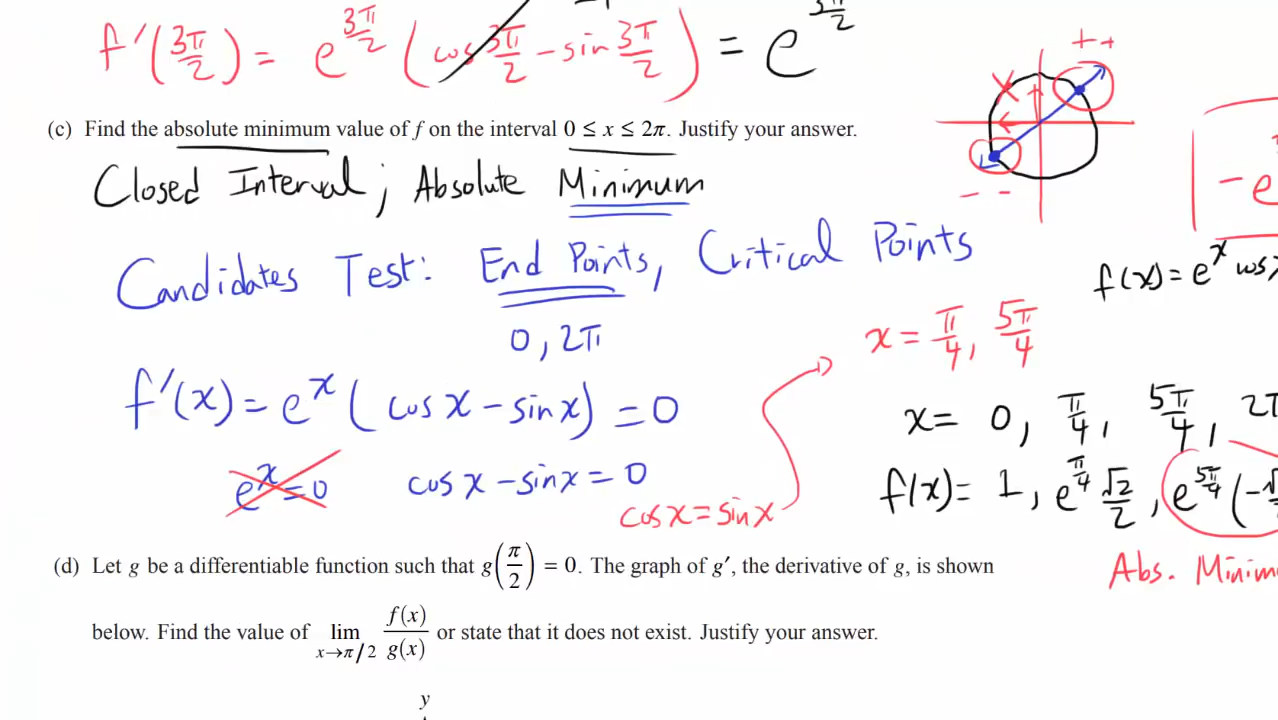 f'(3π/2) = e^(3π/2) (cos 3π/2 - sin 3π/2) = e^(3π/2)
+ +
(c) Find the absolute minimum value of f on the interval 0 ≤ x ≤ 2π. Justify your answer.
Closed Interval; Absolute Minimum
- -
- e
Candidates Test: End Points, Critical Points
f(x) = e^x cos x
0, 2π
x = π/4, 5π/4
f'(x) = e^x (cos x - sin x) = 0
x = 0, π/4, 5π/4, 2π
e^x = 0 cos x - sin x = 0
f(x) = 1, e^(π/4) √2/2, e^(5π/4) (-√
cos x = sin x
(d) Let g be a differentiable function such that g(π/2) = 0. The graph of g′, the derivative of g, is shown
Abs. Minim
below. Find the value of lim x→π/2 f(x)/g(x) or state that it does not exist. Justify your answer.
y